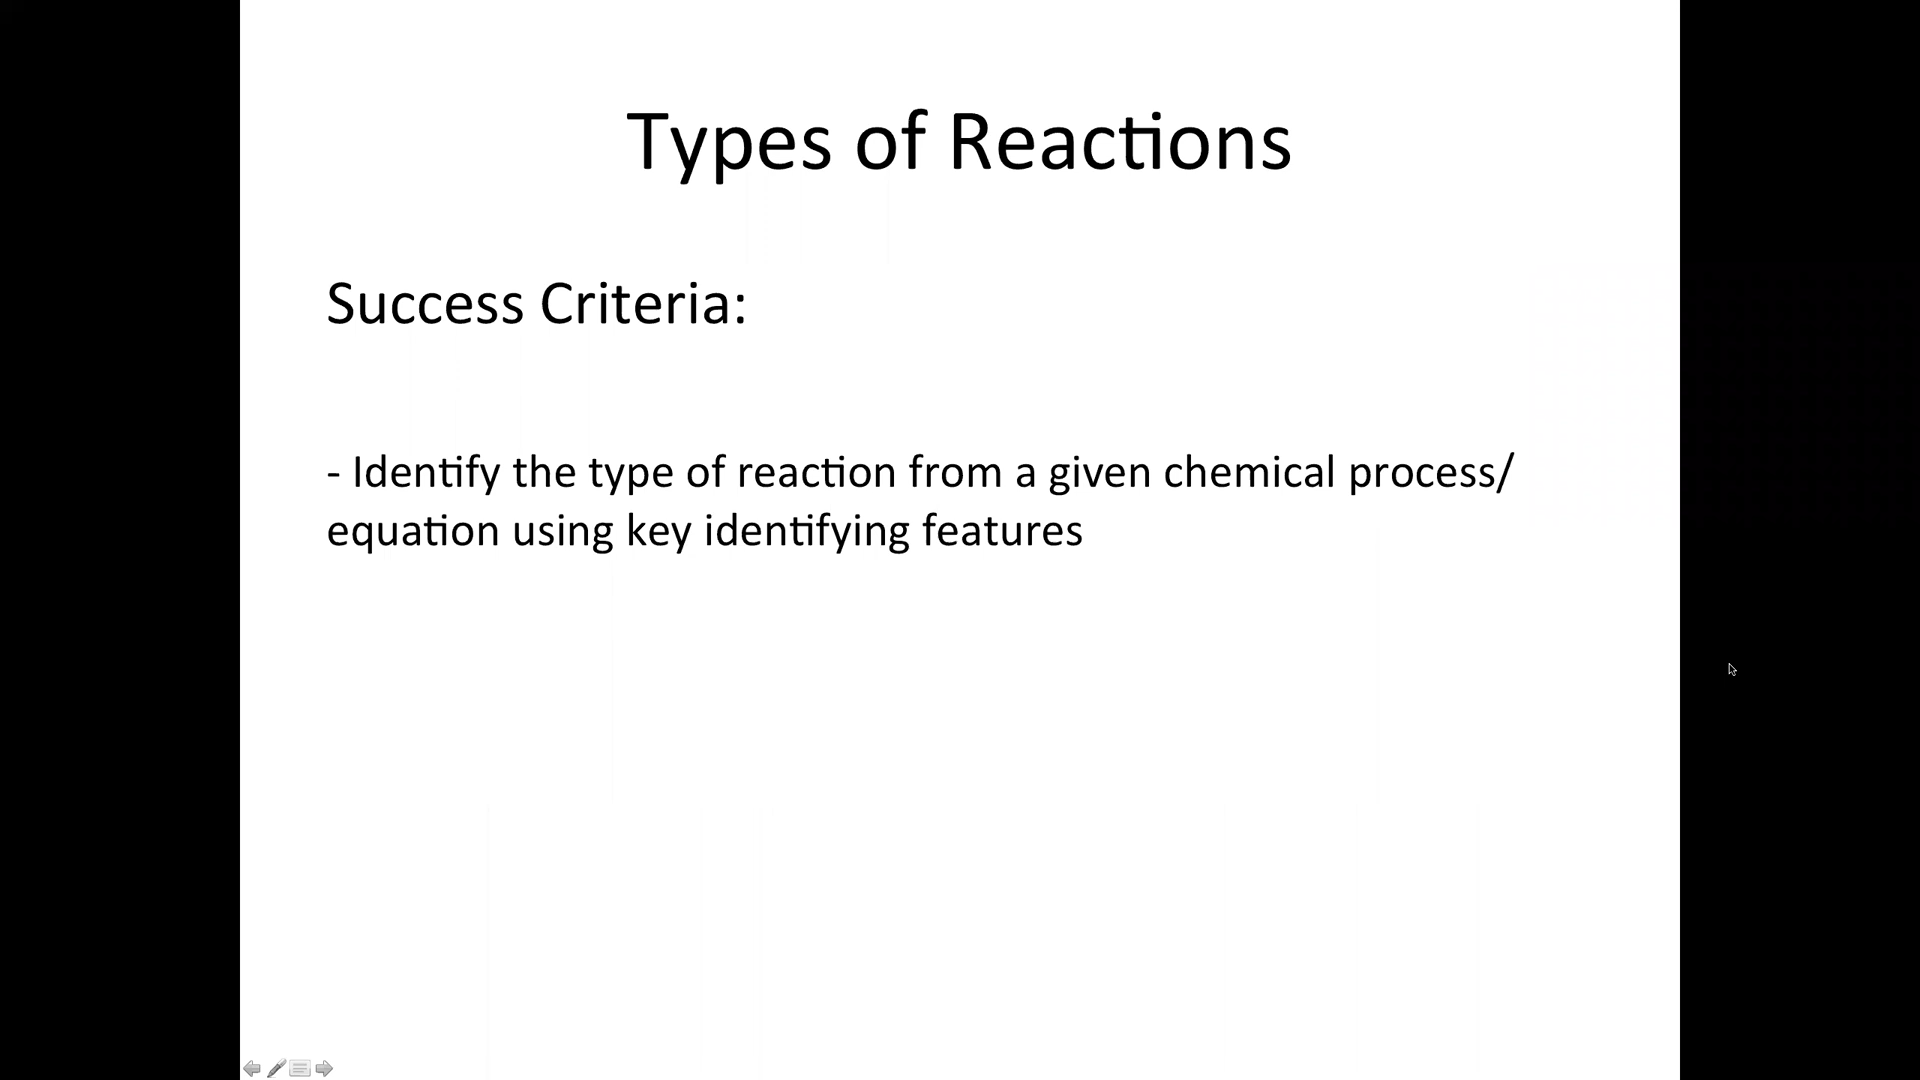 Types of Reactions
Success Criteria:
- Identify the type of reaction from a given chemical process/
equation using key identifying features